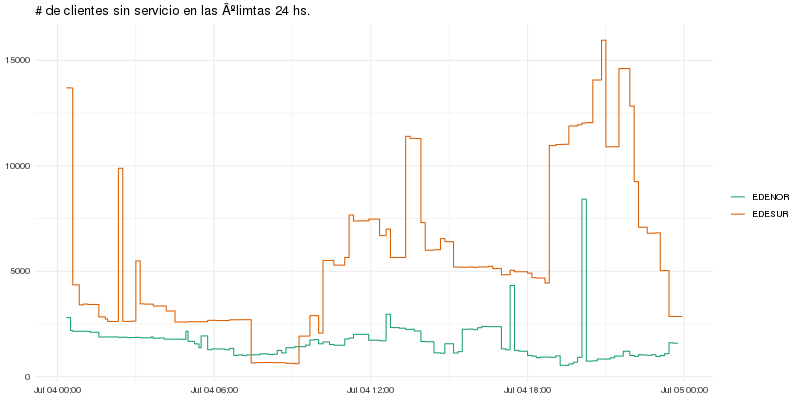 # de clientes sin servicio en las Ãºlimtas 24 hs.
15000
10000
5000
0
Jul 04 00:00
Jul 04 06:00
Jul 04 12:00
Jul 04 18:00
Jul 05 00:00
EDENOR
EDESUR